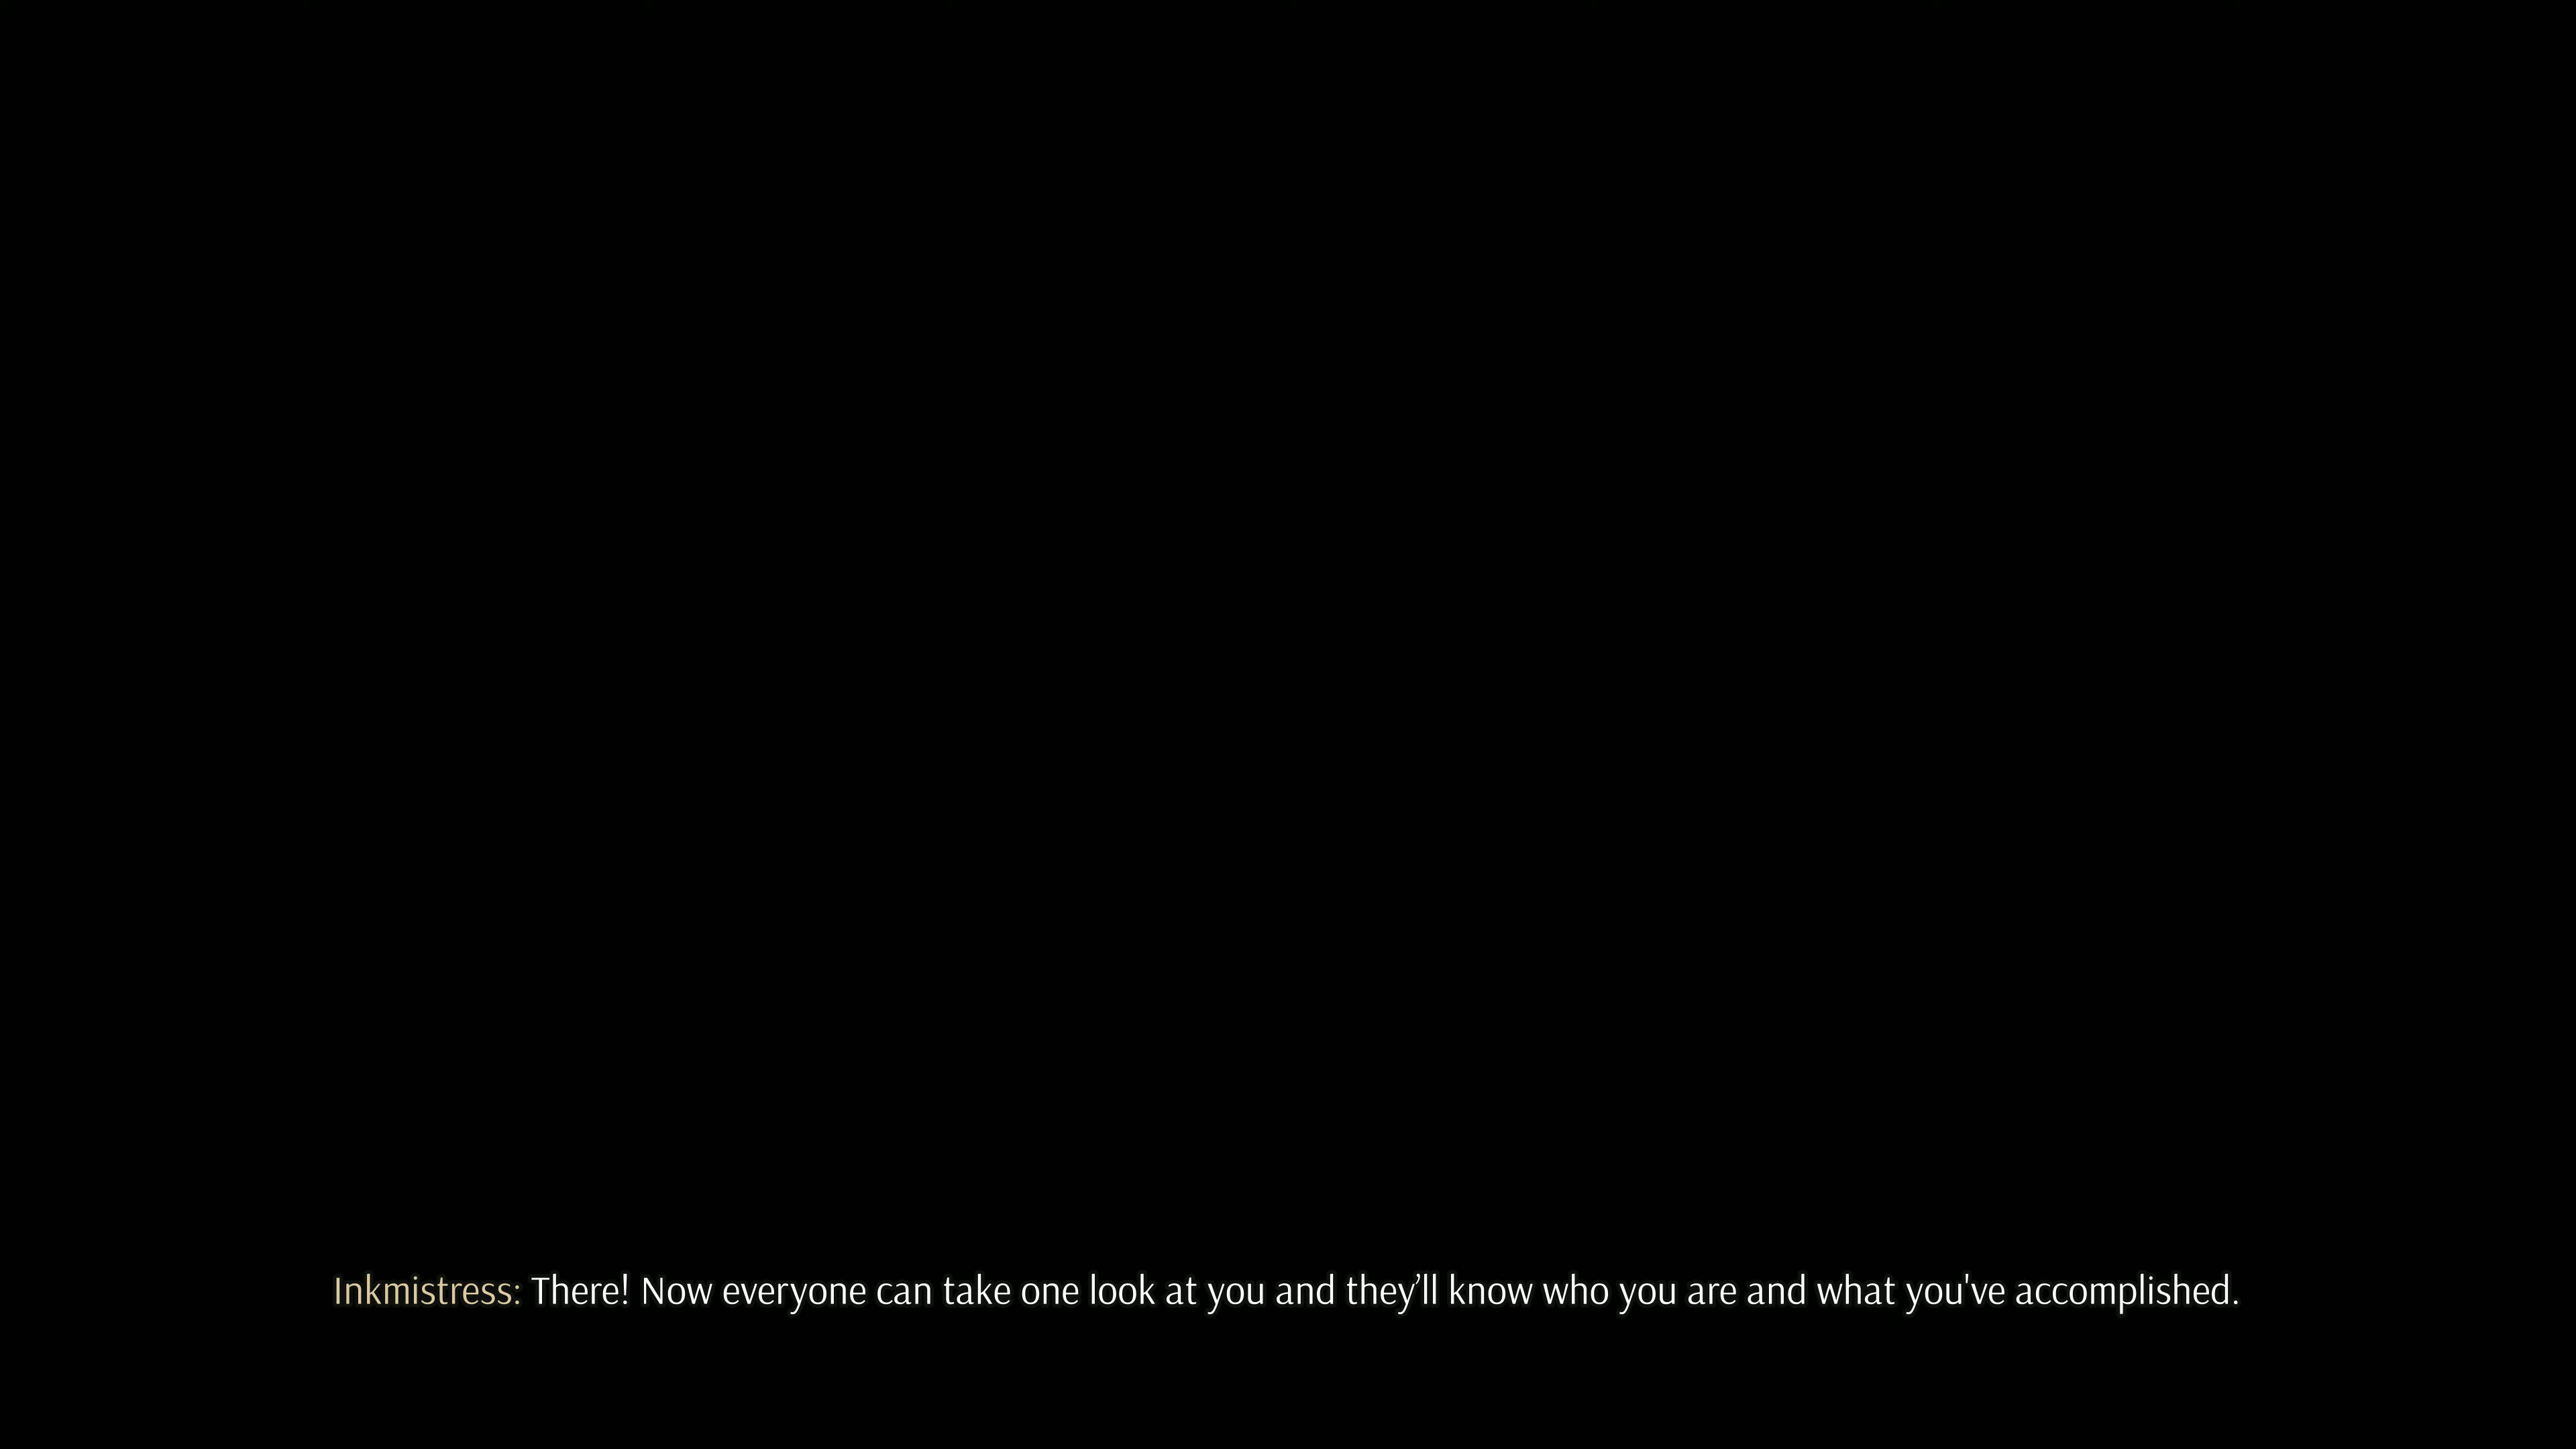 Inkmistress: There! Now everyone can take one look at you and they’ll know who you are and what you've accomplished.